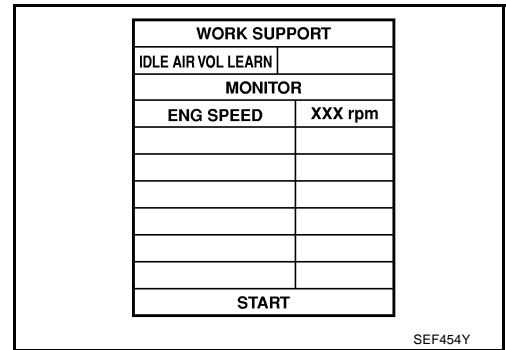 WORK SUPPORT
IDLE AIR VOL LEARN
MONITOR
ENG SPEED XXX rpm
START
SEF454Y